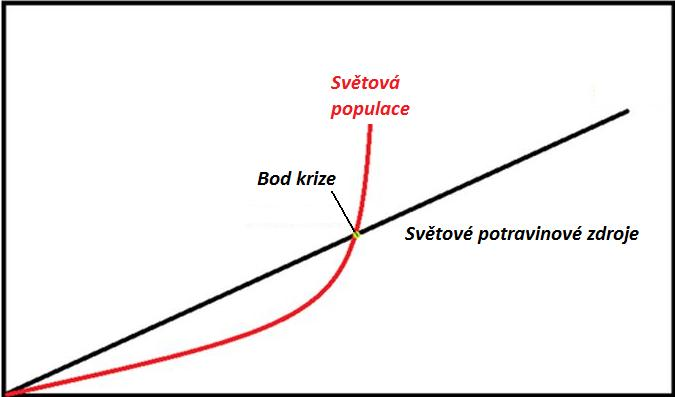 Světová
populace
Bod krize
Světové potravinové zdroje